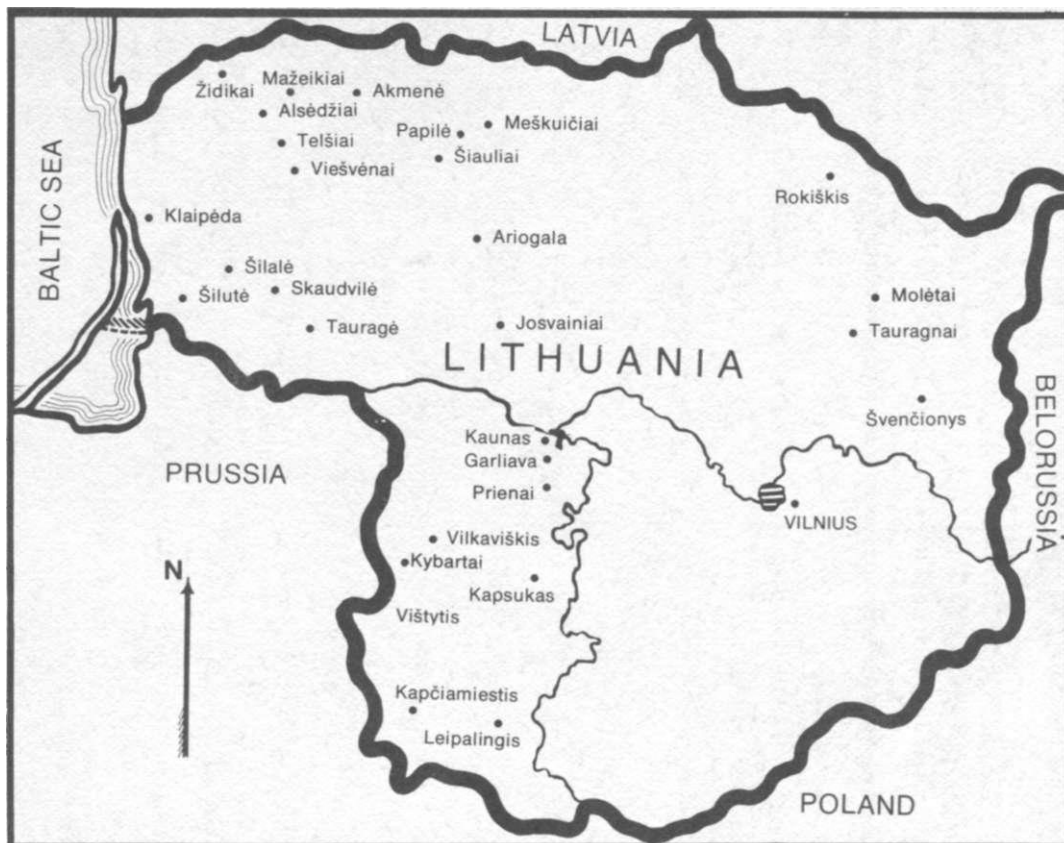 LATVIA
Židikai
Mažeikiai
Akmenė
Alsėdžiai
Papilė
Meškuičiai
Telšiai
Šiauliai
Viešvėnai
Rokiškis
BALTIC SEA
Klaipėda
Ariogala
Šilalė
Skaudvilė
Šilutė
Molėtai
Tauragė
Josvainiai
Tauragnai
LITHUANIA
Švenčionys
BELORUSSIA
Kaunas
Garliava
PRUSSIA
Prienai
VILNIUS
Vilkaviškis
Kybartai
N
Kapsukas
Vištytis
Kapčiamiestis
Leipalingis
POLAND